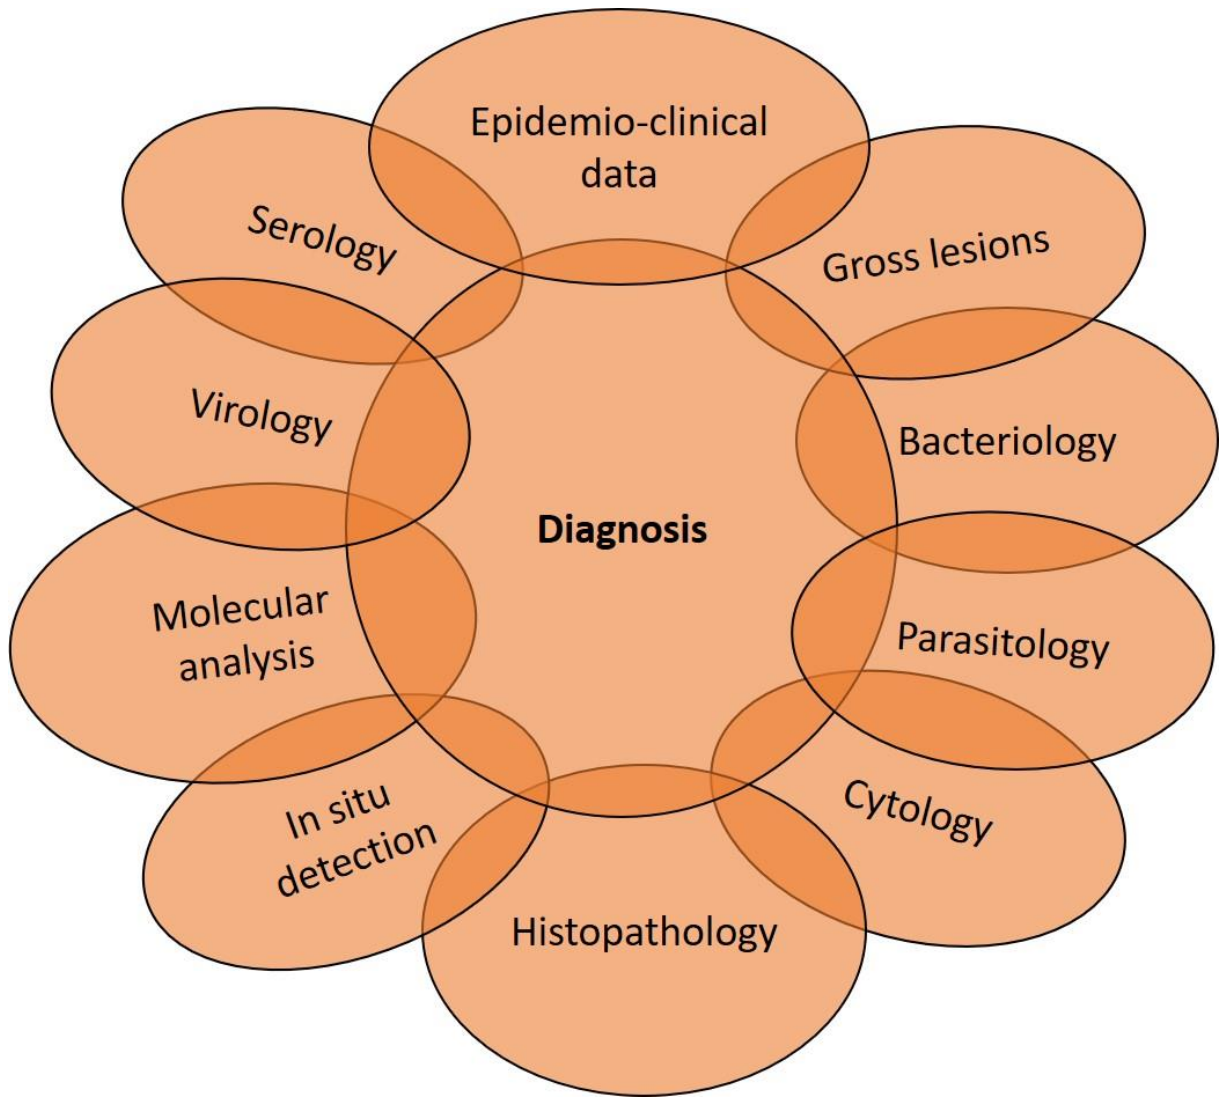 Epidemio-clinical
data
Serology
Gross lesions
Virology
Bacteriology
Diagnosis
Molecular
analysis
Parasitology
In situ
detection
Cytology
Histopathology